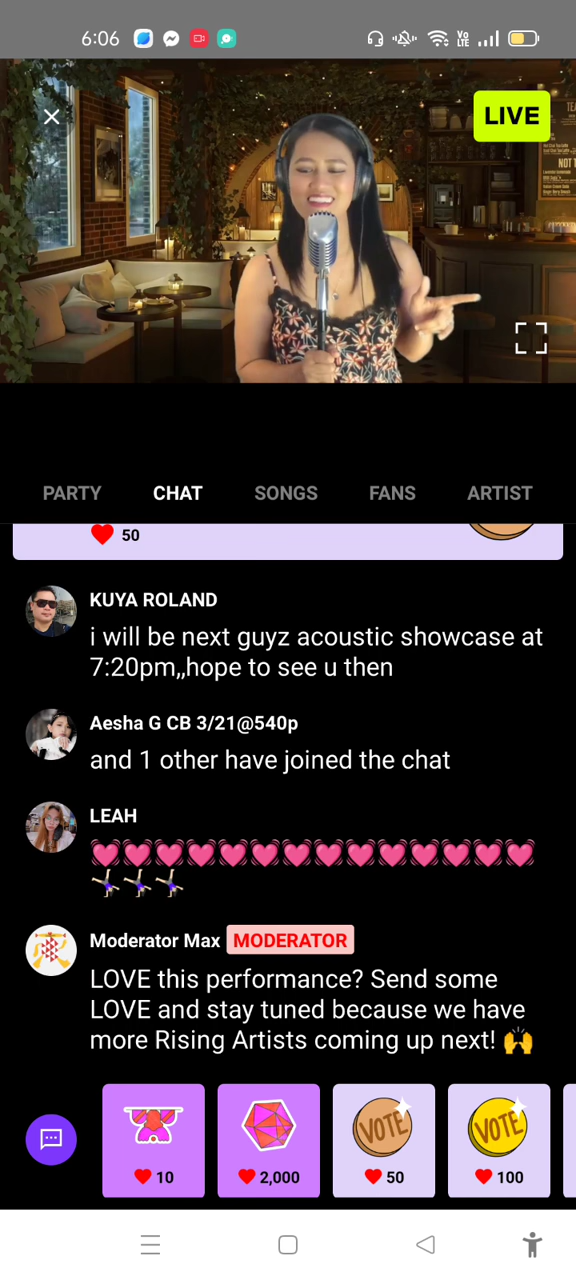 6:06
VO
LTE
LIVE
NOT
PARTY CHAT SONGS FANS ARTIST
50
KUYA ROLAND
i will be next guyz acoustic showcase at
7:20pm,,hope to see u then
Aesha G CB 3/21@540p
and 1 other have joined the chat
LEAH
💓💓💓💓💓💓💓💓💓💓💓💓💓💓
🤸🏻‍♀️🤸🏻‍♀️🤸🏻‍♀️
Moderator Max MODERATOR
LOVE this performance? Send some
LOVE and stay tuned because we have
more Rising Artists coming up next! 🙌
VOTE VOTE
10 2,000 50 100